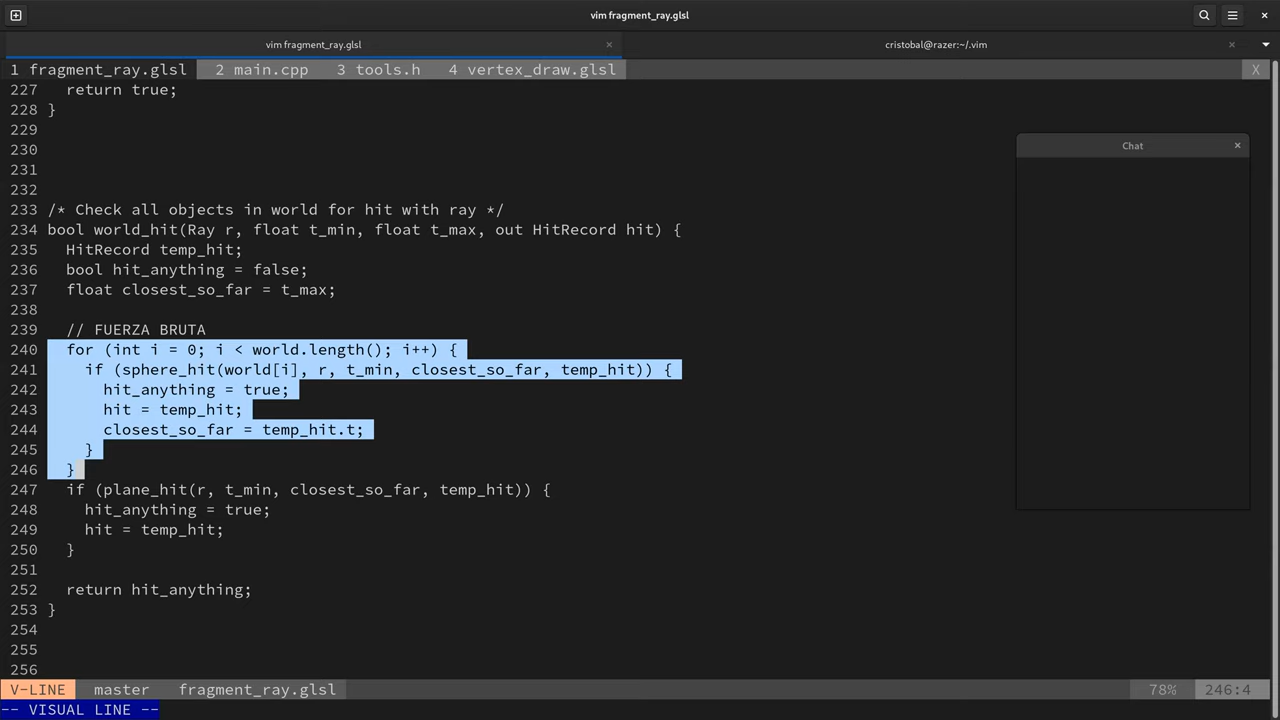 vim fragment_ray.glsl
vim fragment_ray.glsl × cristobal@razer:~/.vim ×
1 fragment_ray.glsl 2 main.cpp 3 tools.h 4 vertex_draw.glsl X
227     return true;
228 }
229
230
231
232
233 /* Check all objects in world for hit with ray */
234 bool world_hit(Ray r, float t_min, float t_max, out HitRecord hit) {
235   HitRecord temp_hit;
236   bool hit_anything = false;
237   float closest_so_far = t_max;
238
239   // FUERZA BRUTA
240   for (int i = 0; i < world.length(); i++) {
241     if (sphere_hit(world[i], r, t_min, closest_so_far, temp_hit)) {
242       hit_anything = true;
243       hit = temp_hit;
244       closest_so_far = temp_hit.t;
245     }
246   }
247   if (plane_hit(r, t_min, closest_so_far, temp_hit)) {
248     hit_anything = true;
249     hit = temp_hit;
250   }
251
252   return hit_anything;
253 }
254
255
256
Chat ×
V-LINE master fragment_ray.glsl 78% 246:4
-- VISUAL LINE --